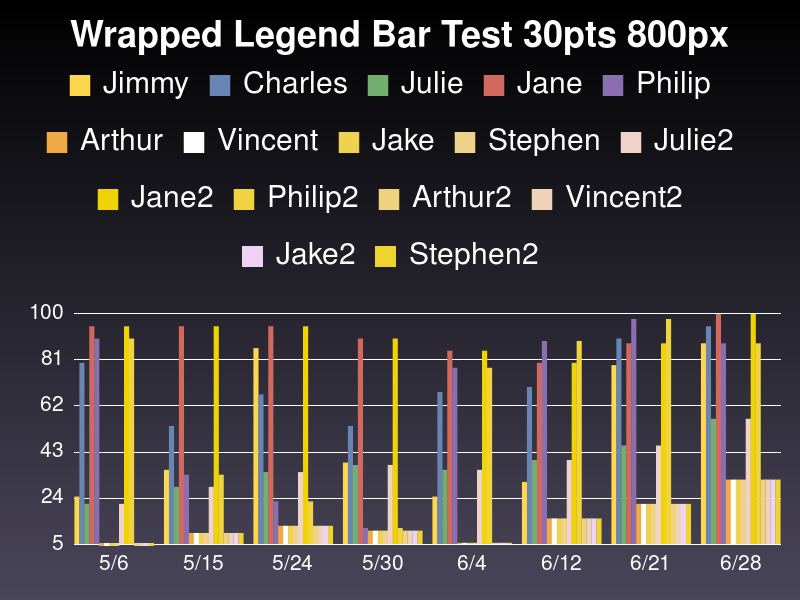 Wrapped Legend Bar Test 30pts 800px
Jimmy Charles Julie Jane Philip
Arthur Vincent Jake Stephen Julie2
Jane2 Philip2 Arthur2 Vincent2
Jake2 Stephen2
100
81
62
43
24
5
5/6 5/15 5/24 5/30 6/4 6/12 6/21 6/28